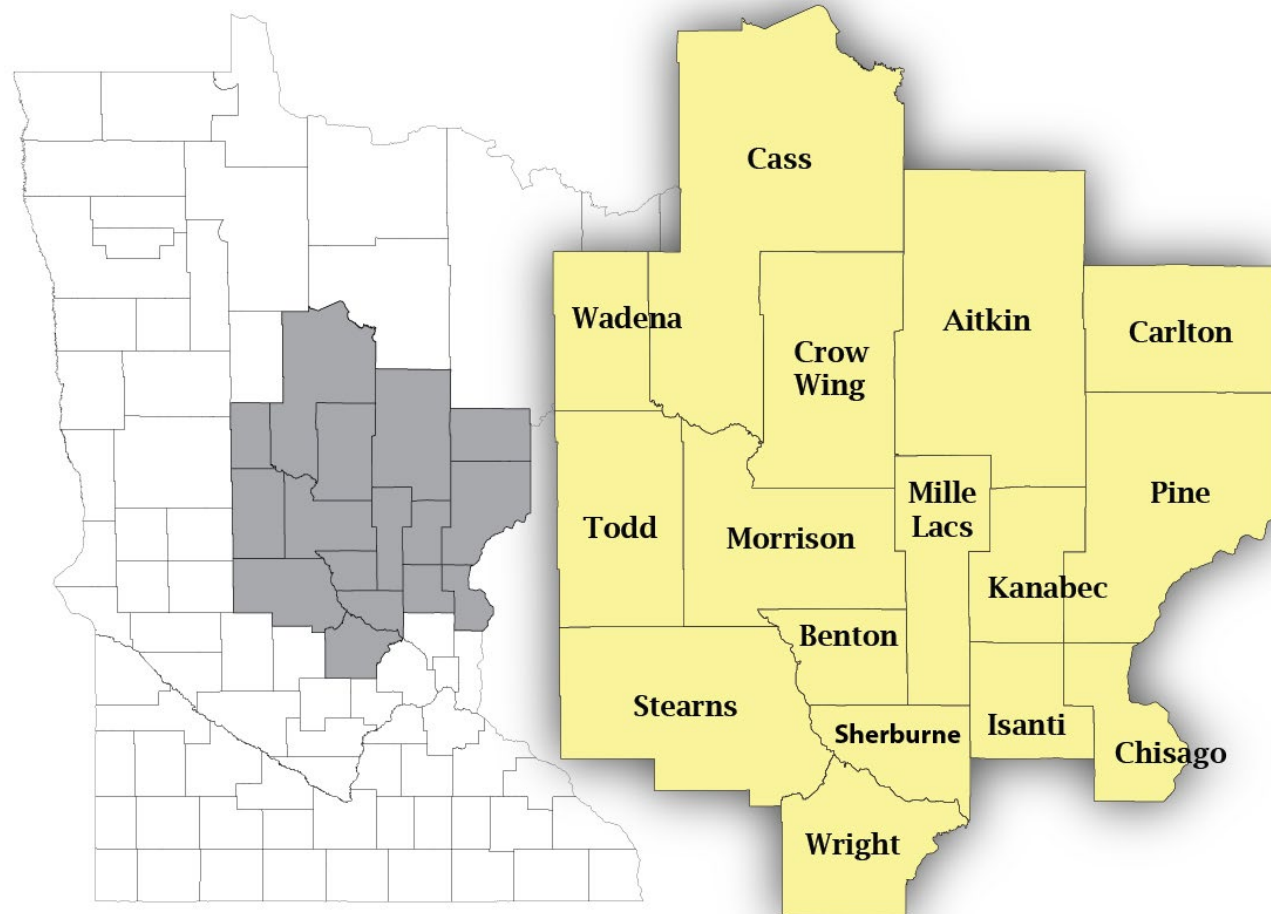 Cass
Wadena
Crow
Wing
Aitkin
Carlton
Todd
Morrison
Mille
Lacs
Pine
Kanabec
Benton
Stearns
Sherburne
Isanti
Chisago
Wright